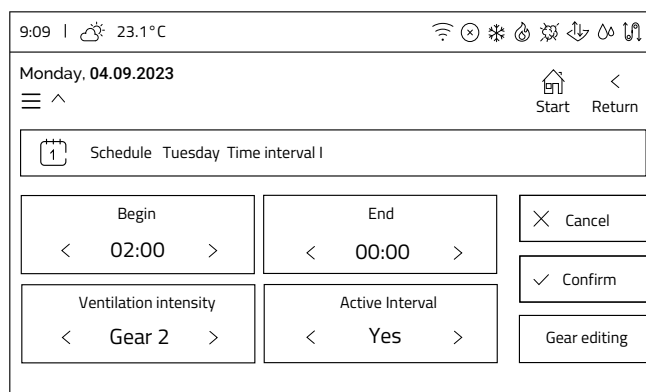 9:09 | 23.1°C
Monday, 04.09.2023
Start Return
1 Schedule Tuesday Time interval I
Begin End
02:00 00:00
Cancel
Confirm
Ventilation intensity Active Interval
Gear 2 Yes
Gear editing